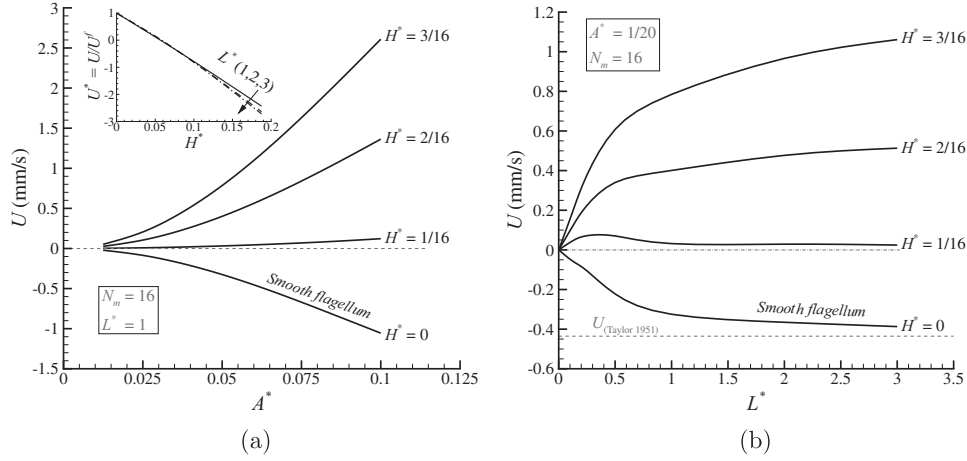 3
2.5
2
1.5
1
0.5
0
-0.5
-1
-1.5
U (mm/s)
0
0.025
0.05
0.075
0.1
0.125
A*
1
0
-1
-2
-3
U* = U/U^f
0
0.05
0.1
0.15
0.2
H*
L* (1,2,3)
H* = 3/16
H* = 2/16
H* = 1/16
Smooth flagellum
H* = 0
N_m = 16
L* = 1
(a)
1.2
1
0.8
0.6
0.4
0.2
0
-0.2
-0.4
-0.6
U (mm/s)
0
0.5
1
1.5
2
2.5
3
3.5
L*
A* = 1/20
N_m = 16
H* = 3/16
H* = 2/16
H* = 1/16
Smooth flagellum
H* = 0
U_(Taylor 1951)
(b)